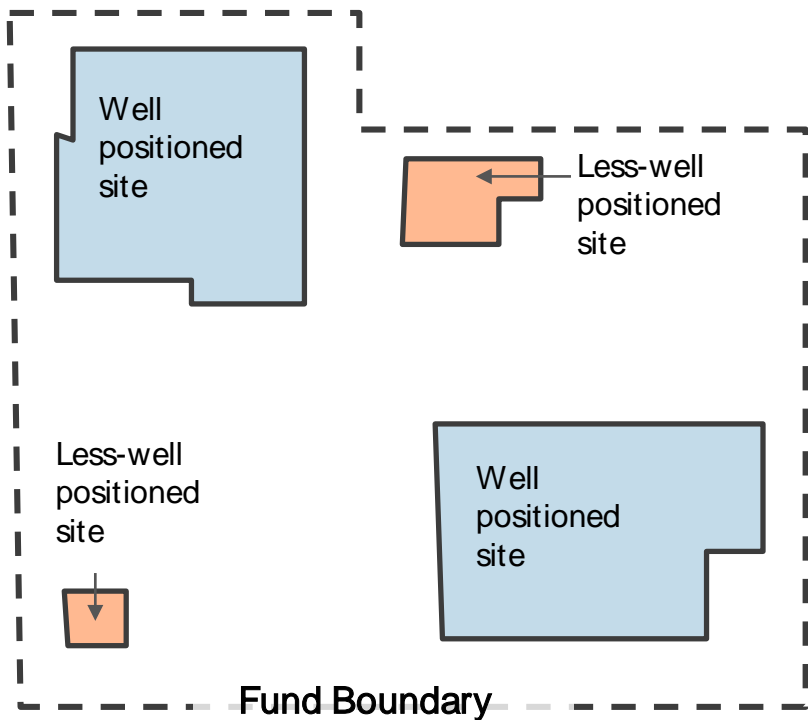 Well
positioned
site
Less-well
positioned
site
Less-well
positioned
site
Well
positioned
site
Fund Boundary